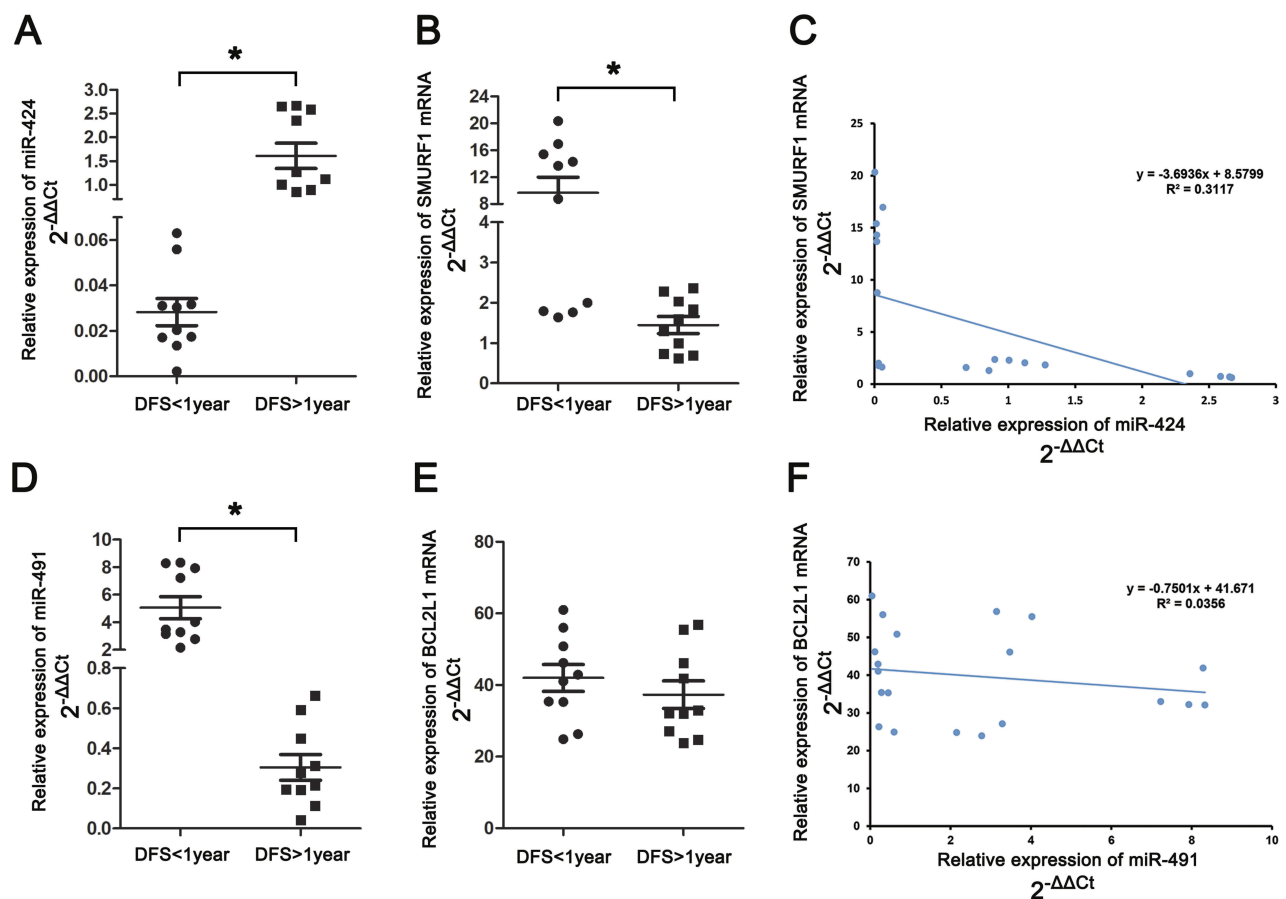 A
*
Relative expression of miR-424
2-ΔΔCt
3.0
2.5
2.0
1.5
1.0
0.06
0.04
0.02
0.00
DFS<1year
DFS>1year
B
*
Relative expression of SMURF1 mRNA
2-ΔΔCt
24
20
16
12
8
4
3
2
1
0
DFS<1year
DFS>1year
C
Relative expression of SMURF1 mRNA
2-ΔΔCt
25
20
15
10
5
0
y = -3.6936x + 8.5799
R² = 0.3117
0
0.5
1
1.5
2
2.5
3
Relative expression of miR-424
2-ΔΔCt
D
*
Relative expression of miR-491
2-ΔΔCt
10
8
6
4
2
0.8
0.6
0.4
0.2
0.0
DFS<1year
DFS>1year
E
Relative expression of BCL2L1 mRNA
2-ΔΔCt
80
60
40
20
0
DFS<1year
DFS>1year
F
Relative expression of BCL2L1 mRNA
2-ΔΔCt
70
60
50
40
30
20
10
0
y = -0.7501x + 41.671
R² = 0.0356
0
2
4
6
8
10
Relative expression of miR-491
2-ΔΔCt